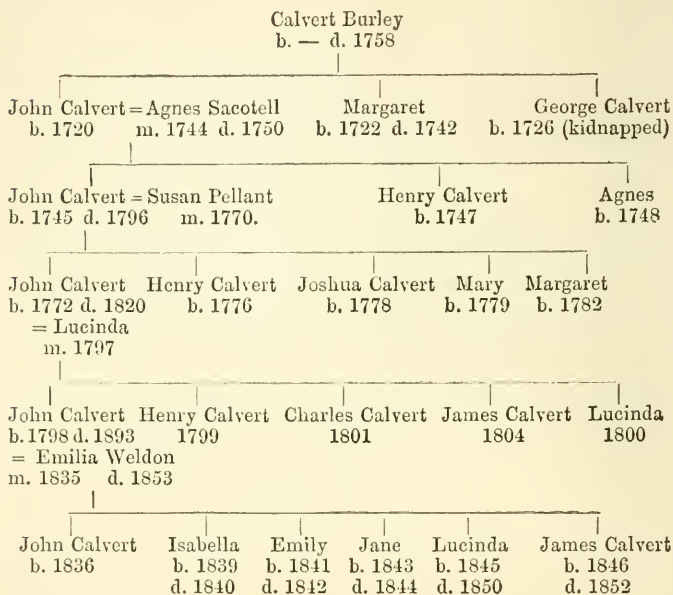 Calvert Burley
b. — d. 1758
John Calvert = Agnes Sacotell Margaret George Calvert
b. 1720 m. 1744 d. 1750 b. 1722 d. 1742 b. 1726 (kidnapped)
John Calvert = Susan Pellant Henry Calvert Agnes
b. 1745 d. 1796 m. 1770. b. 1747 b. 1748
John Calvert Henry Calvert Joshua Calvert Mary Margaret
b. 1772 d. 1820 b. 1776 b. 1778 b. 1779 b. 1782
= Lucinda
m. 1797
John Calvert Henry Calvert Charles Calvert James Calvert Lucinda
b. 1798 d. 1893 1799 1801 1804 1800
= Emilia Weldon
m. 1835 d. 1853
John Calvert Isabella Emily Jane Lucinda James Calvert
b. 1836 b. 1839 b. 1841 b. 1843 b. 1845 b. 1846
d. 1840 d. 1842 d. 1844 d. 1850 d. 1852